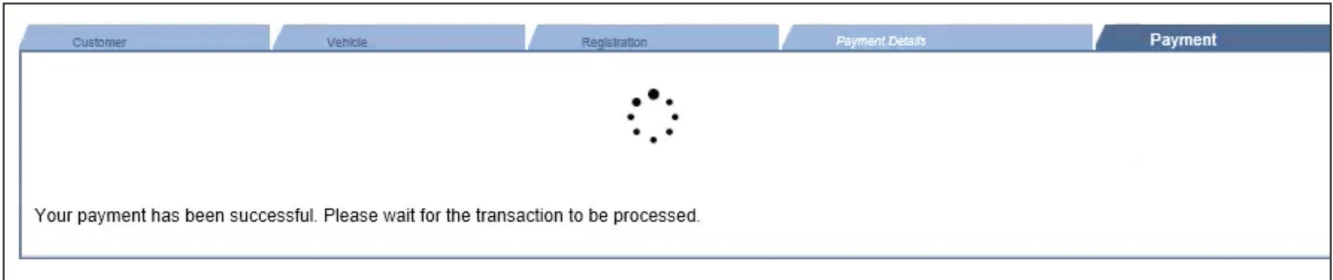 Customer
Vehicle
Registration
Payment Details
Payment
Your payment has been successful. Please wait for the transaction to be processed.